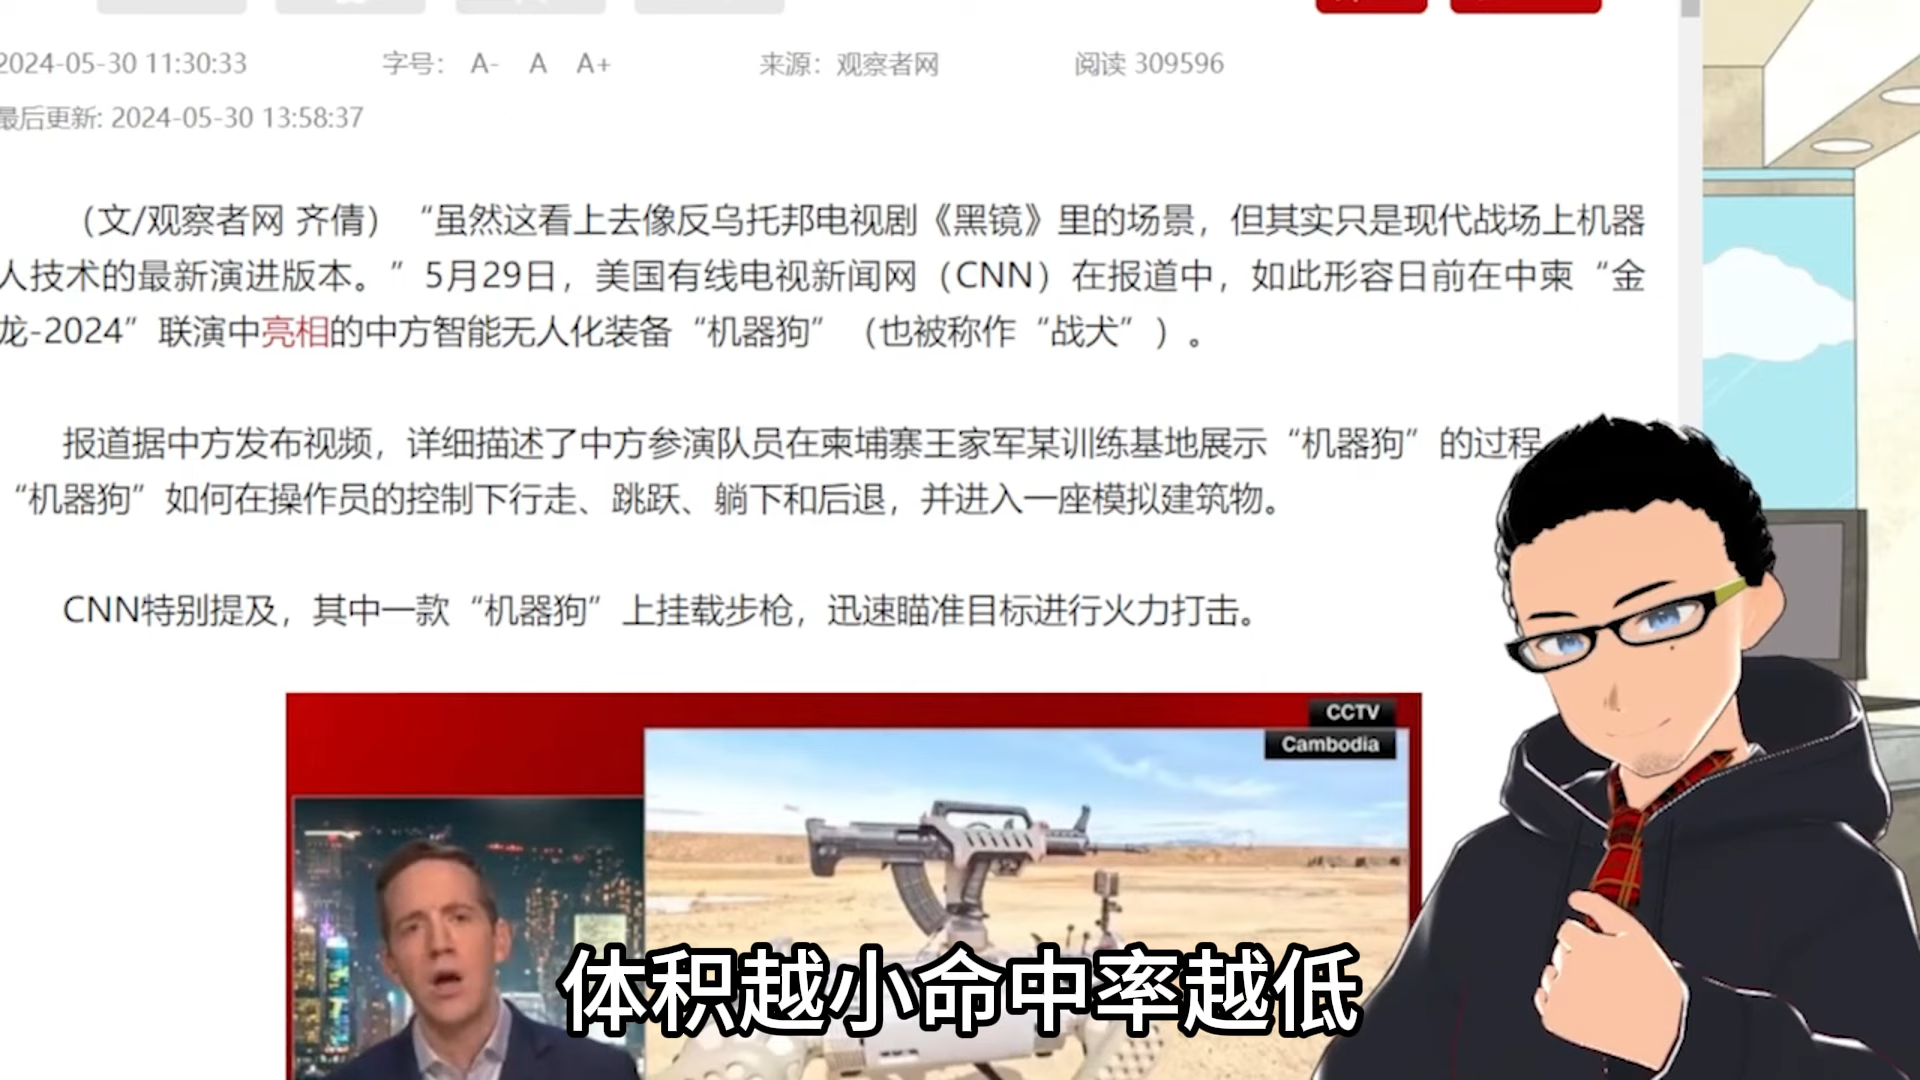 2024-05-30 11:30:33 字号： A- A A+ 来源：观察者网 阅读 309596
最后更新: 2024-05-30 13:58:37
（文/观察者网 齐倩）“虽然这看上去像反乌托邦电视剧《黑镜》里的场景，但其实只是现代战场上机器
人技术的最新演进版本。”5月29日，美国有线电视新闻网（CNN）在报道中，如此形容日前在中柬“金
龙-2024”联演中亮相的中方智能无人化装备“机器狗”（也被称作“战犬”）。
报道据中方发布视频，详细描述了中方参演队员在柬埔寨王家军某训练基地展示“机器狗”的过程
“机器狗”如何在操作员的控制下行走、跳跃、躺下和后退，并进入一座模拟建筑物。
CNN特别提及，其中一款“机器狗”上挂载步枪，迅速瞄准目标进行火力打击。
CCTV
Cambodia
体积越小命中率越低